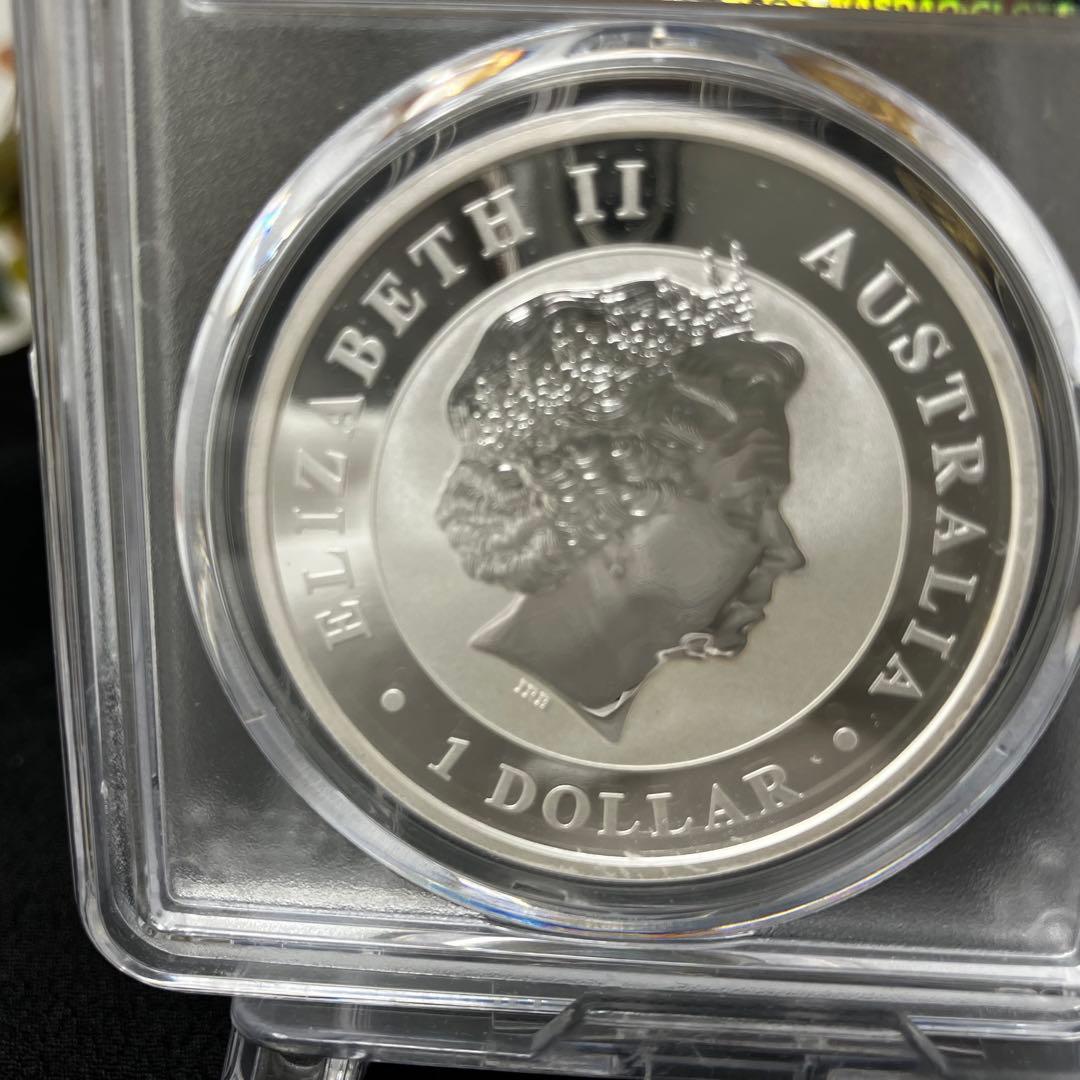 ELIZABETH II AUSTRALIA
• 1 DOLLAR •
IRB